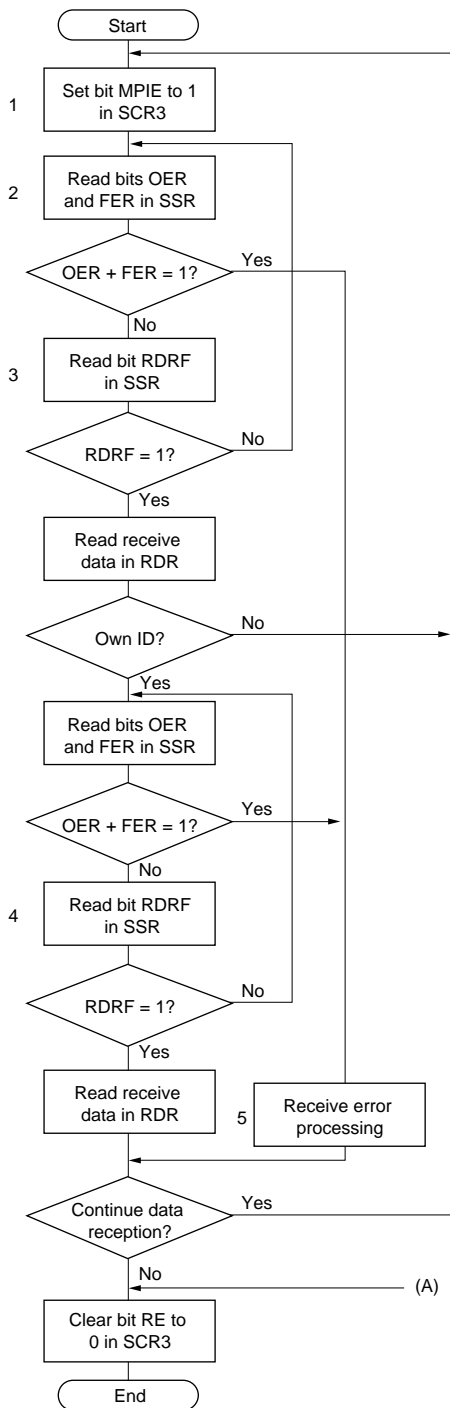 Start
1
Set bit MPIE to 1
in SCR3
2
Read bits OER
and FER in SSR
OER + FER = 1?
Yes
No
3
Read bit RDRF
in SSR
RDRF = 1?
No
Yes
Read receive
data in RDR
Own ID?
No
Yes
Read bits OER
and FER in SSR
OER + FER = 1?
Yes
No
4
Read bit RDRF
in SSR
RDRF = 1?
No
Yes
Read receive
data in RDR
5
Receive error
processing
Continue data
reception?
Yes
No
(A)
Clear bit RE to
0 in SCR3
End